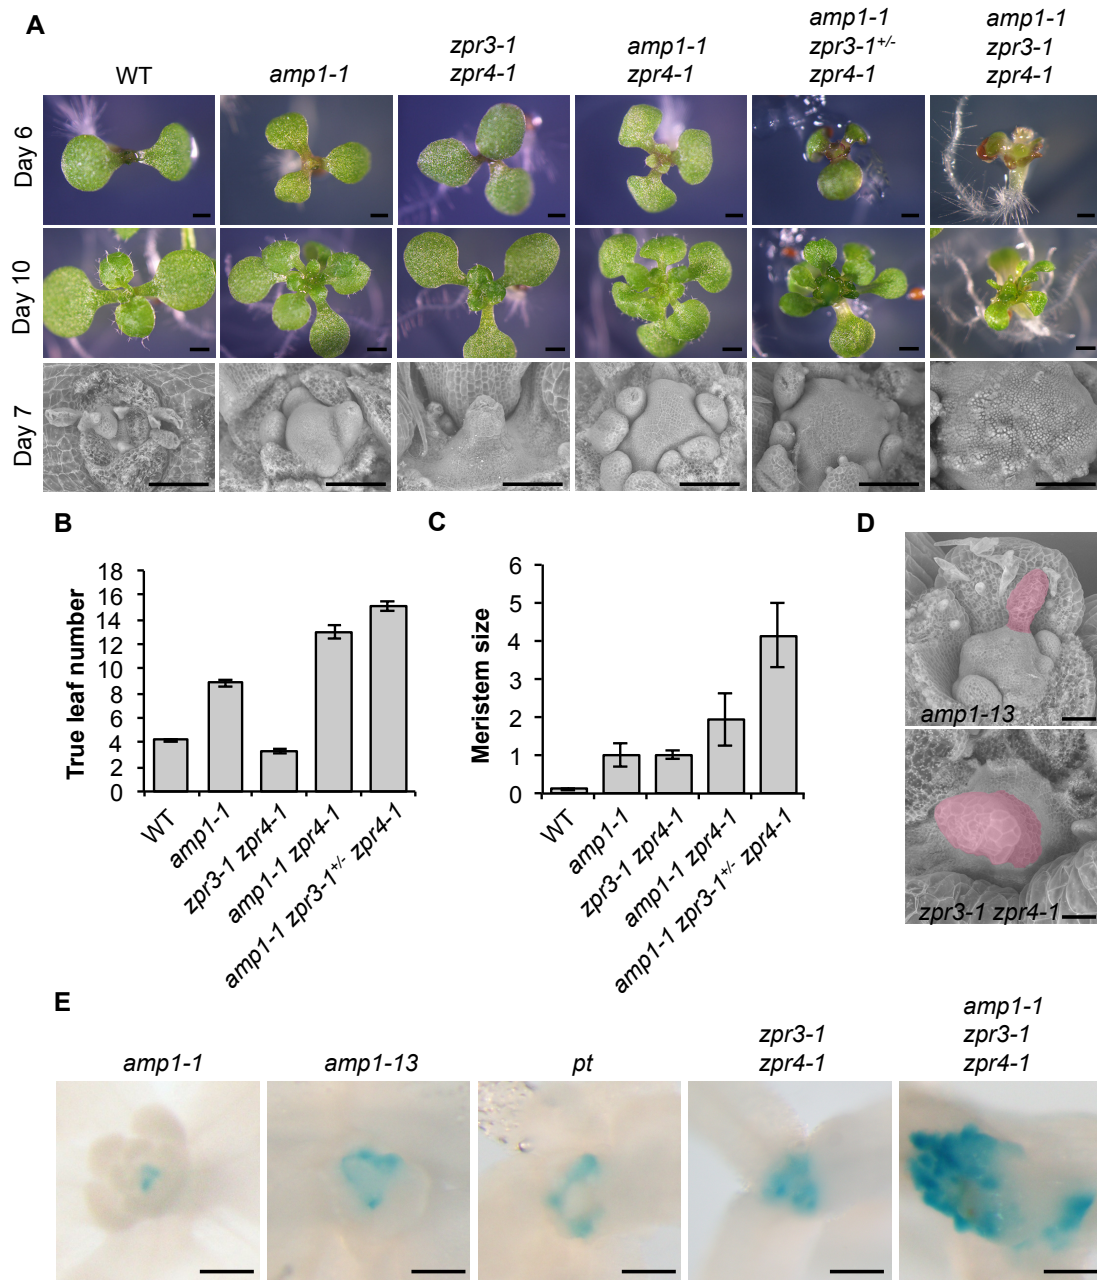 A
WT
amp1-1
zpr3-1
zpr4-1
amp1-1
zpr4-1
amp1-1
zpr3-1+/-
zpr4-1
amp1-1
zpr3-1
zpr4-1
Day 6
Day 10
Day 7
B
True leaf number
18
16
14
12
10
8
6
4
2
0
WT
amp1-1
zpr3-1 zpr4-1
amp1-1 zpr4-1
amp1-1 zpr3-1+/- zpr4-1
C
Meristem size
6
5
4
3
2
1
0
WT
amp1-1
zpr3-1 zpr4-1
amp1-1 zpr4-1
amp1-1 zpr3-1+/- zpr4-1
D
amp1-13
zpr3-1 zpr4-1
E
amp1-1
amp1-13
pt
zpr3-1
zpr4-1
amp1-1
zpr3-1
zpr4-1